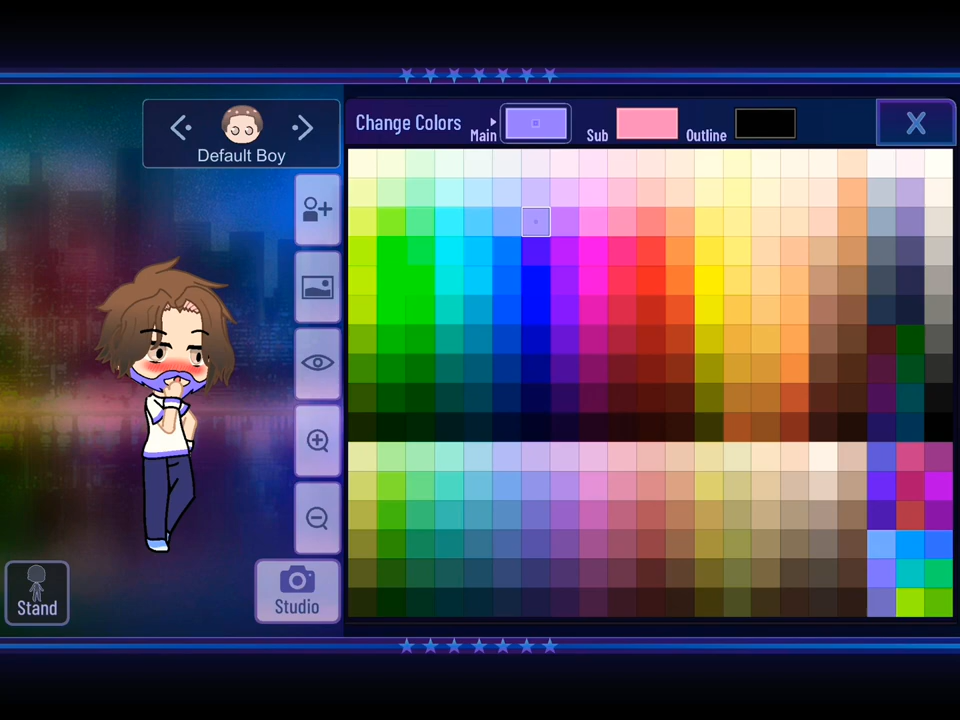 Change Colors
Main
Sub
Outline
X
Default Boy
Stand
Studio